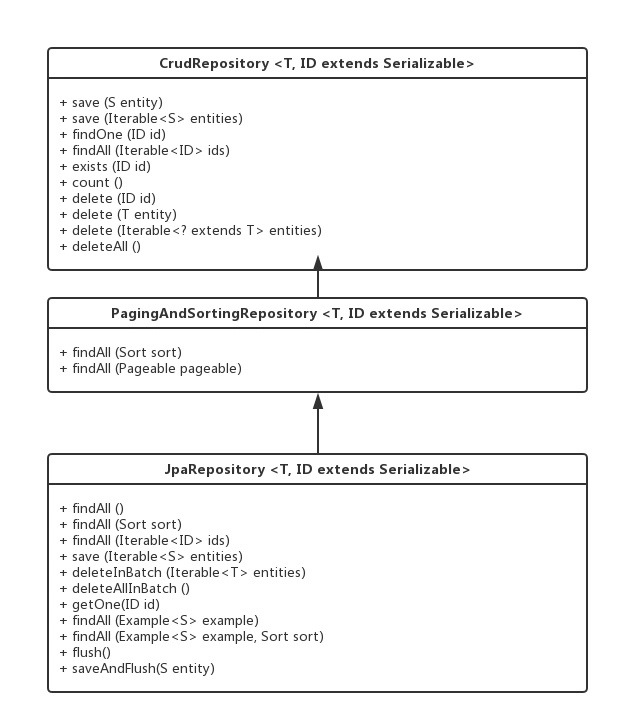 CrudRepository <T, ID extends Serializable>
+ save (S entity)
+ save (Iterable<S> entities)
+ findOne (ID id)
+ findAll (Iterable<ID> ids)
+ exists (ID id)
+ count ()
+ delete (ID id)
+ delete (T entity)
+ delete (Iterable<? extends T> entities)
+ deleteAll ()
PagingAndSortingRepository <T, ID extends Serializable>
+ findAll (Sort sort)
+ findAll (Pageable pageable)
JpaRepository <T, ID extends Serializable>
+ findAll ()
+ findAll (Sort sort)
+ findAll (Iterable<ID> ids)
+ save (Iterable<S> entities)
+ deleteInBatch (Iterable<T> entities)
+ deleteAllInBatch ()
+ getOne(ID id)
+ findAll (Example<S> example)
+ findAll (Example<S> example, Sort sort)
+ flush()
+ saveAndFlush(S entity)